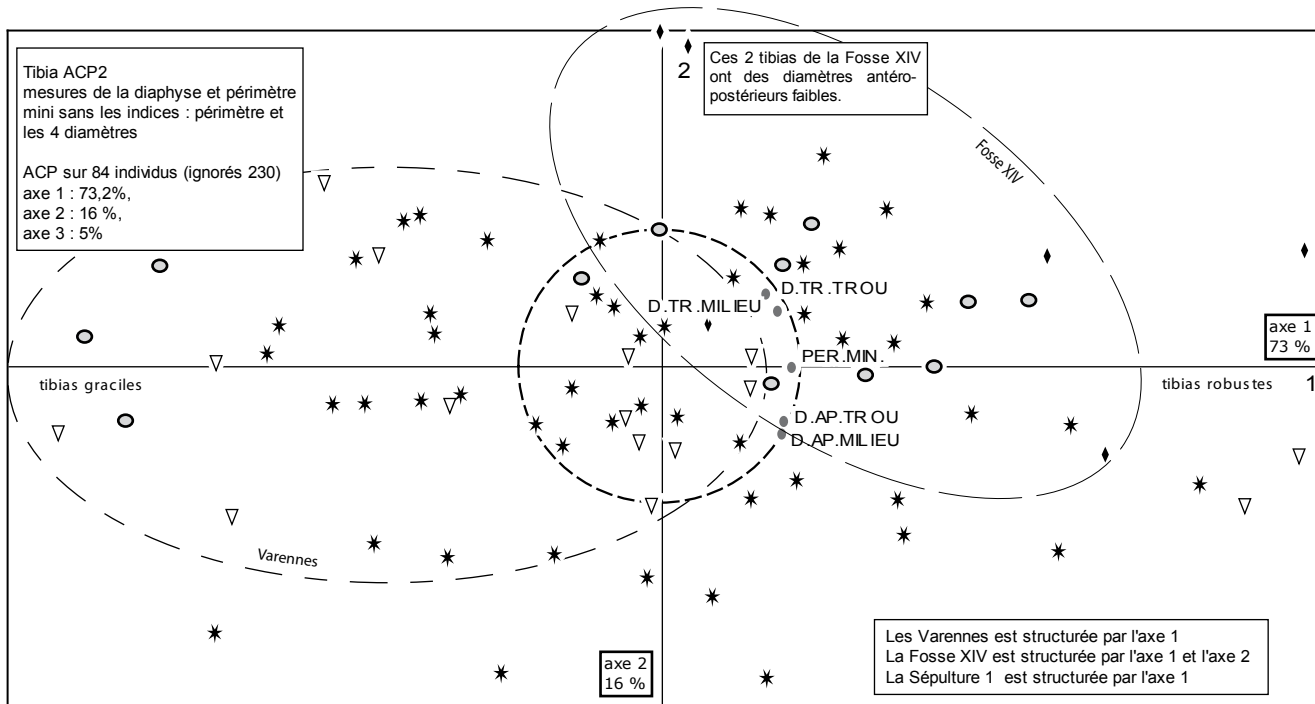 Tibia ACP2
mesures de la diaphyse et périmètre
mini sans les indices : périmètre et
les 4 diamètres
ACP sur 84 individus (ignorés 230)
axe 1 : 73,2%,
axe 2 : 16 %,
axe 3 : 5%
2
Ces 2 tibias de la Fosse XIV
ont des diamètres antéro-
postérieurs faibles.
Fosse XIV
D.TR.TROU
D.TR.MILIEU
axe 1
73 %
PER.MIN.
tibias graciles
tibias robustes
1
D.AP.TROU
D.AP.MILIEU
Varennes
axe 2
16 %
Les Varennes est structurée par l'axe 1
La Fosse XIV est structurée par l'axe 1 et l'axe 2
La Sépulture 1 est structurée par l'axe 1